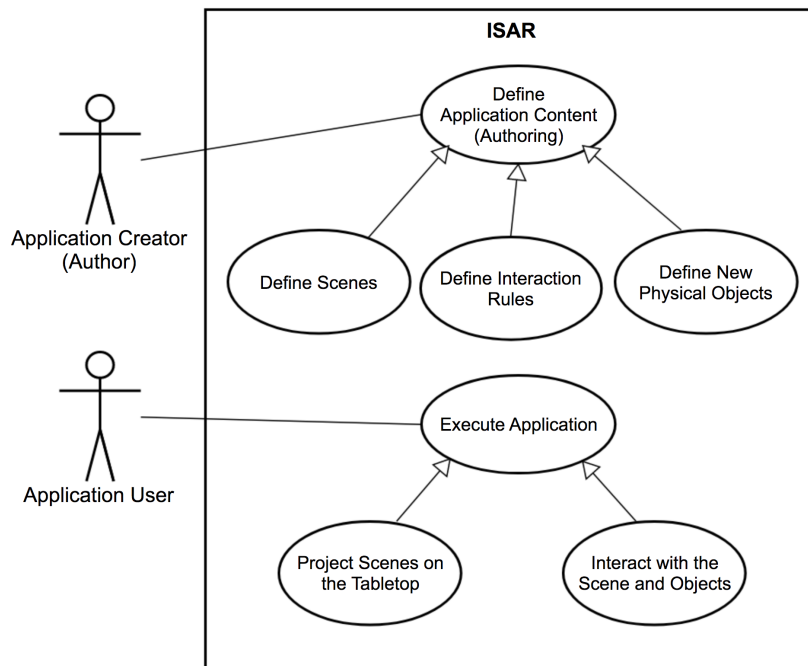 ISAR
Define
Application Content
(Authoring)
Application Creator
(Author)
Define Scenes
Define Interaction
Rules
Define New
Physical Objects
Execute Application
Application User
Project Scenes on
the Tabletop
Interact with the
Scene and Objects